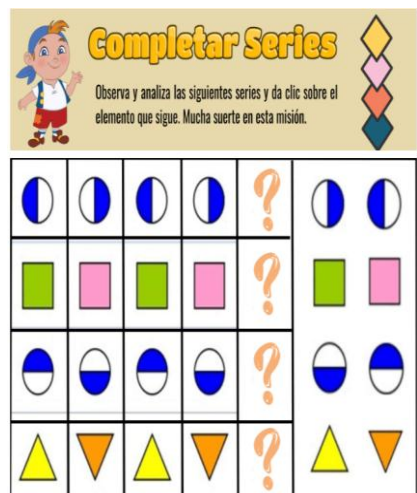 Completar Series
Observa y analiza las siguientes series y da clic sobre el
elemento que sigue. Mucha suerte en esta misión.
?
?
?
?